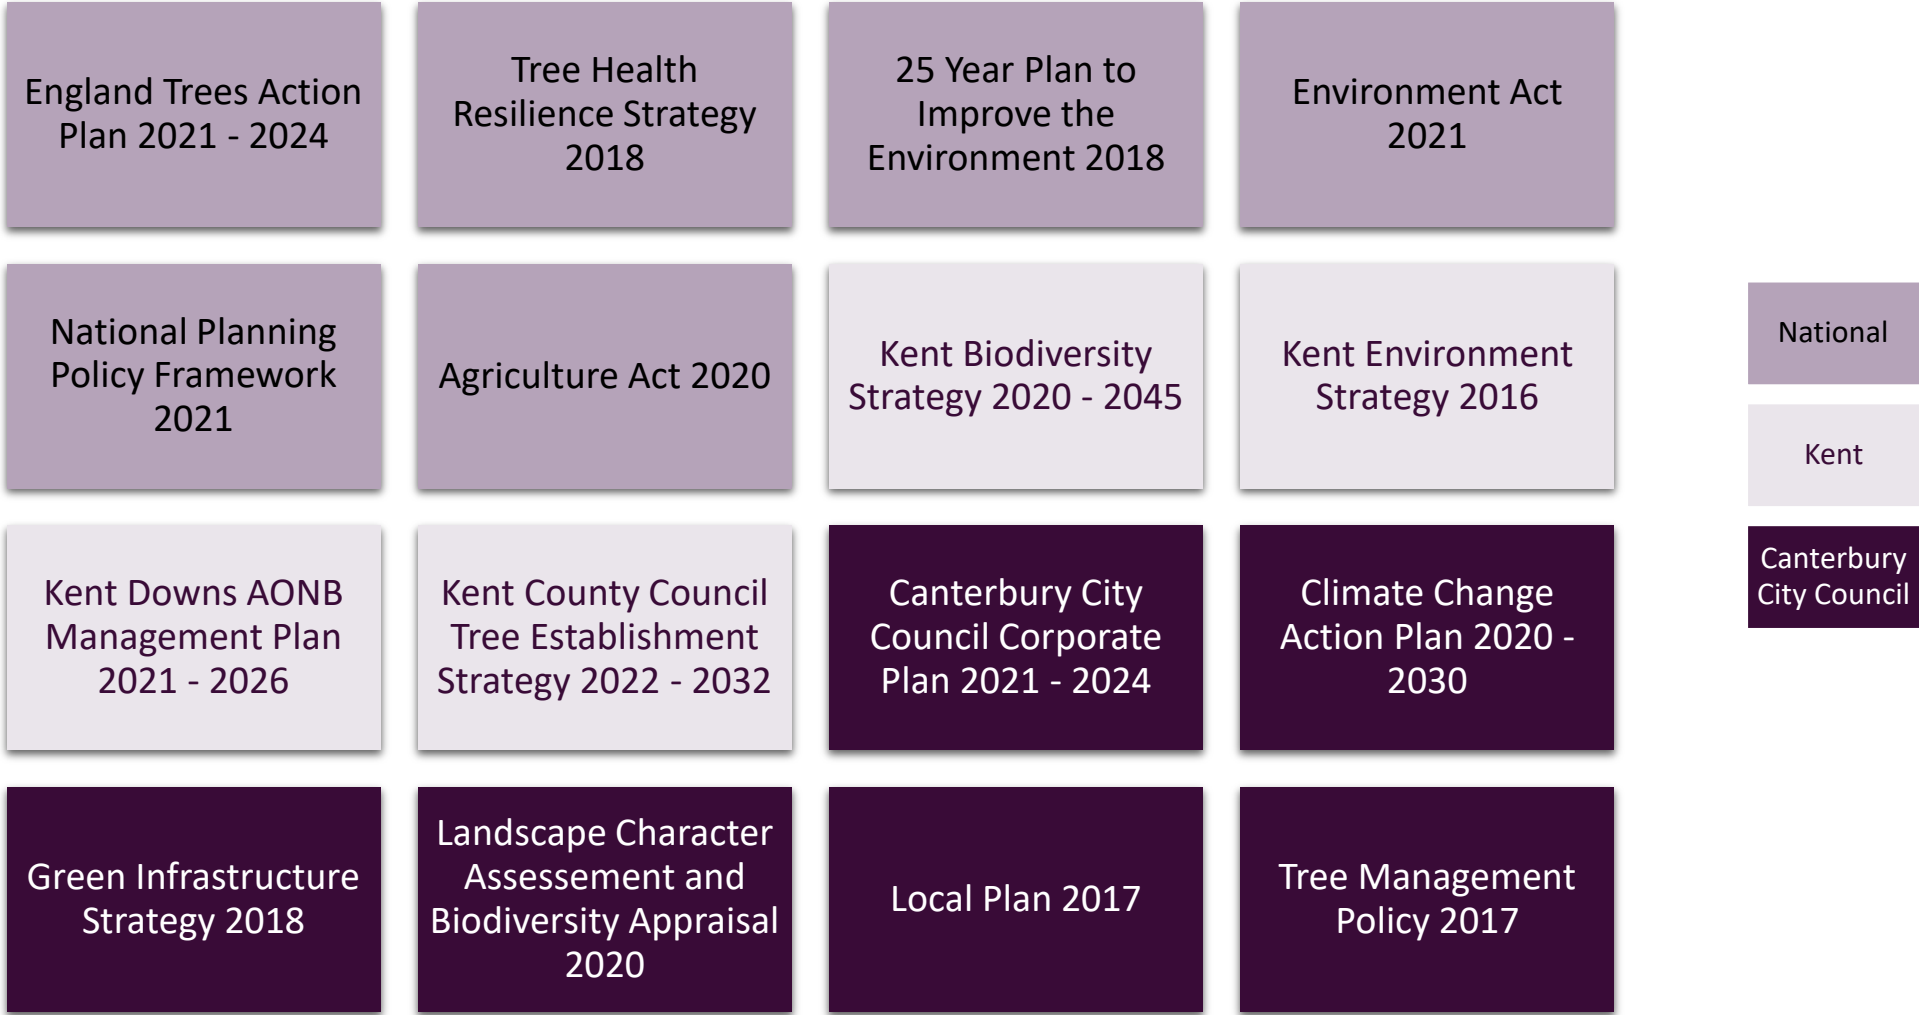 England Trees Action
Plan 2021 - 2024
Tree Health
Resilience Strategy
2018
25 Year Plan to
Improve the
Environment 2018
Environment Act
2021
National Planning
Policy Framework
2021
Agriculture Act 2020
Kent Biodiversity
Strategy 2020 - 2045
Kent Environment
Strategy 2016
Kent Downs AONB
Management Plan
2021 - 2026
Kent County Council
Tree Establishment
Strategy 2022 - 2032
Canterbury City
Council Corporate
Plan 2021 - 2024
Climate Change
Action Plan 2020 -
2030
Green Infrastructure
Strategy 2018
Landscape Character
Assessement and
Biodiversity Appraisal
2020
Local Plan 2017
Tree Management
Policy 2017
National
Kent
Canterbury
City Council